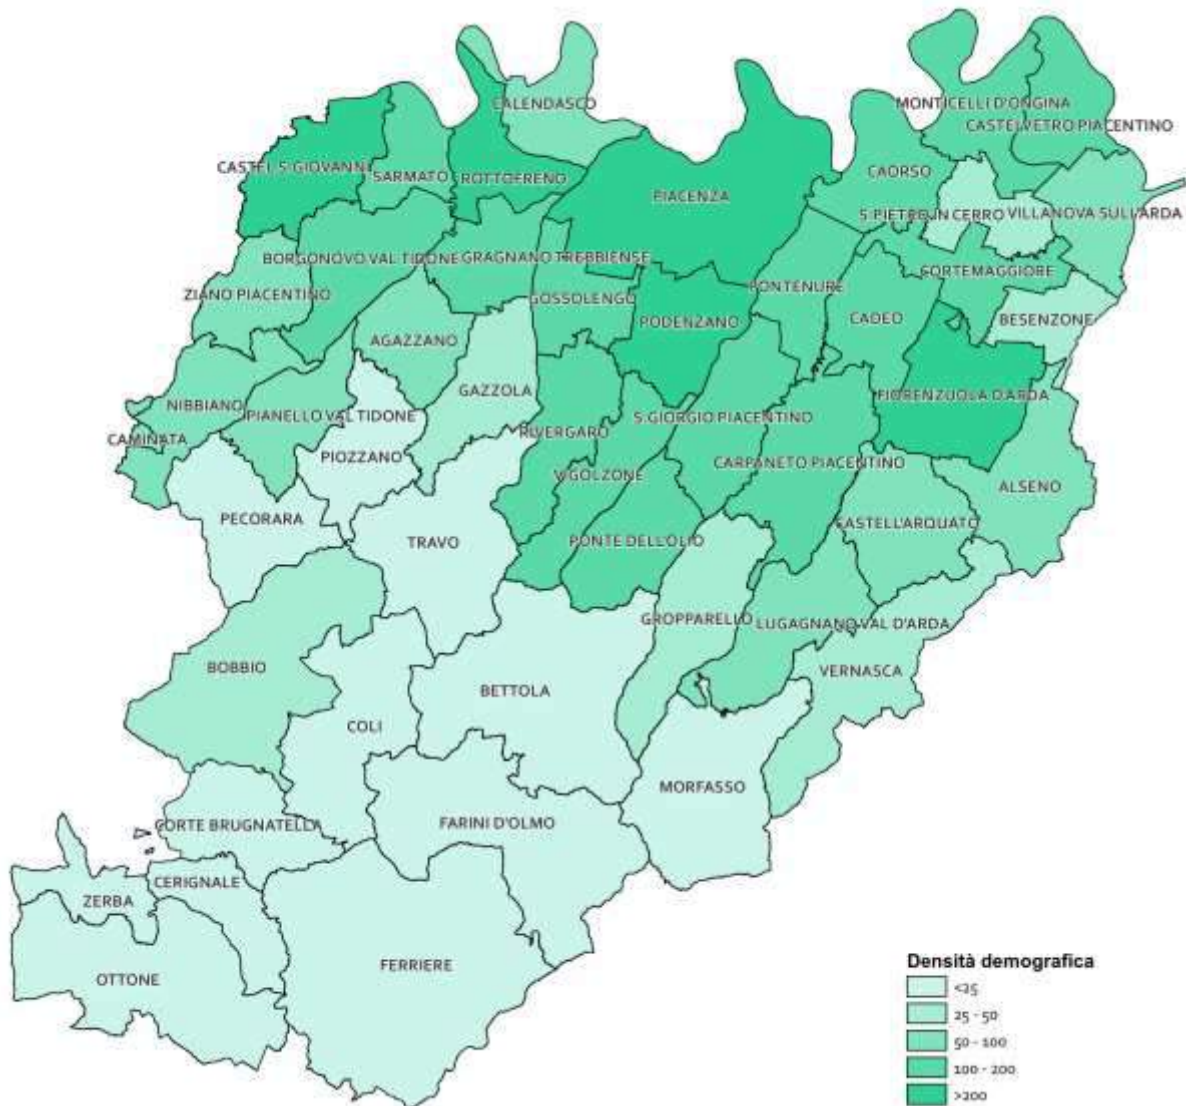 CALENDASCO
MONTICELLI D'ONGINA
CASTELVETRO PIACENTINO
CASTEL S.GIOVANNI
SARMATO
ROTTOFRENO
PIACENZA
CAORSO
S.PIETRO IN CERRO
VILLANOVA SULL'ARDA
BORGONOVO VAL TIDONE
GRAGNANO TREBBIENSE
CORTEMAGGIORE
ZIANO PIACENTINO
GOSSOLENGO
PONTENURE
PODENZANO
CADEO
BESENZONE
AGAZZANO
GAZZOLA
FIORENZUOLA D'ARDA
NIBBIANO
PIANELLO VAL TIDONE
S.GIORGIO PIACENTINO
RIVERGARO
CAMINATA
PIOZZANO
CARPANETO PIACENTINO
VIGOLZONE
ALSENO
PECORARA
CASTELL'ARQUATO
TRAVO
PONTE DELL'OLIO
GROPPARELLO
LUGAGNANO VAL D'ARDA
BOBBIO
VERNASCA
BETTOLA
COLI
MORFASSO
CORTE BRUGNATELLA
FARINI D'OLMO
CERIGNALE
ZERBA
FERRIERE
OTTONE
Densità demografica
<25
25 - 50
50 - 100
100 - 200
>200